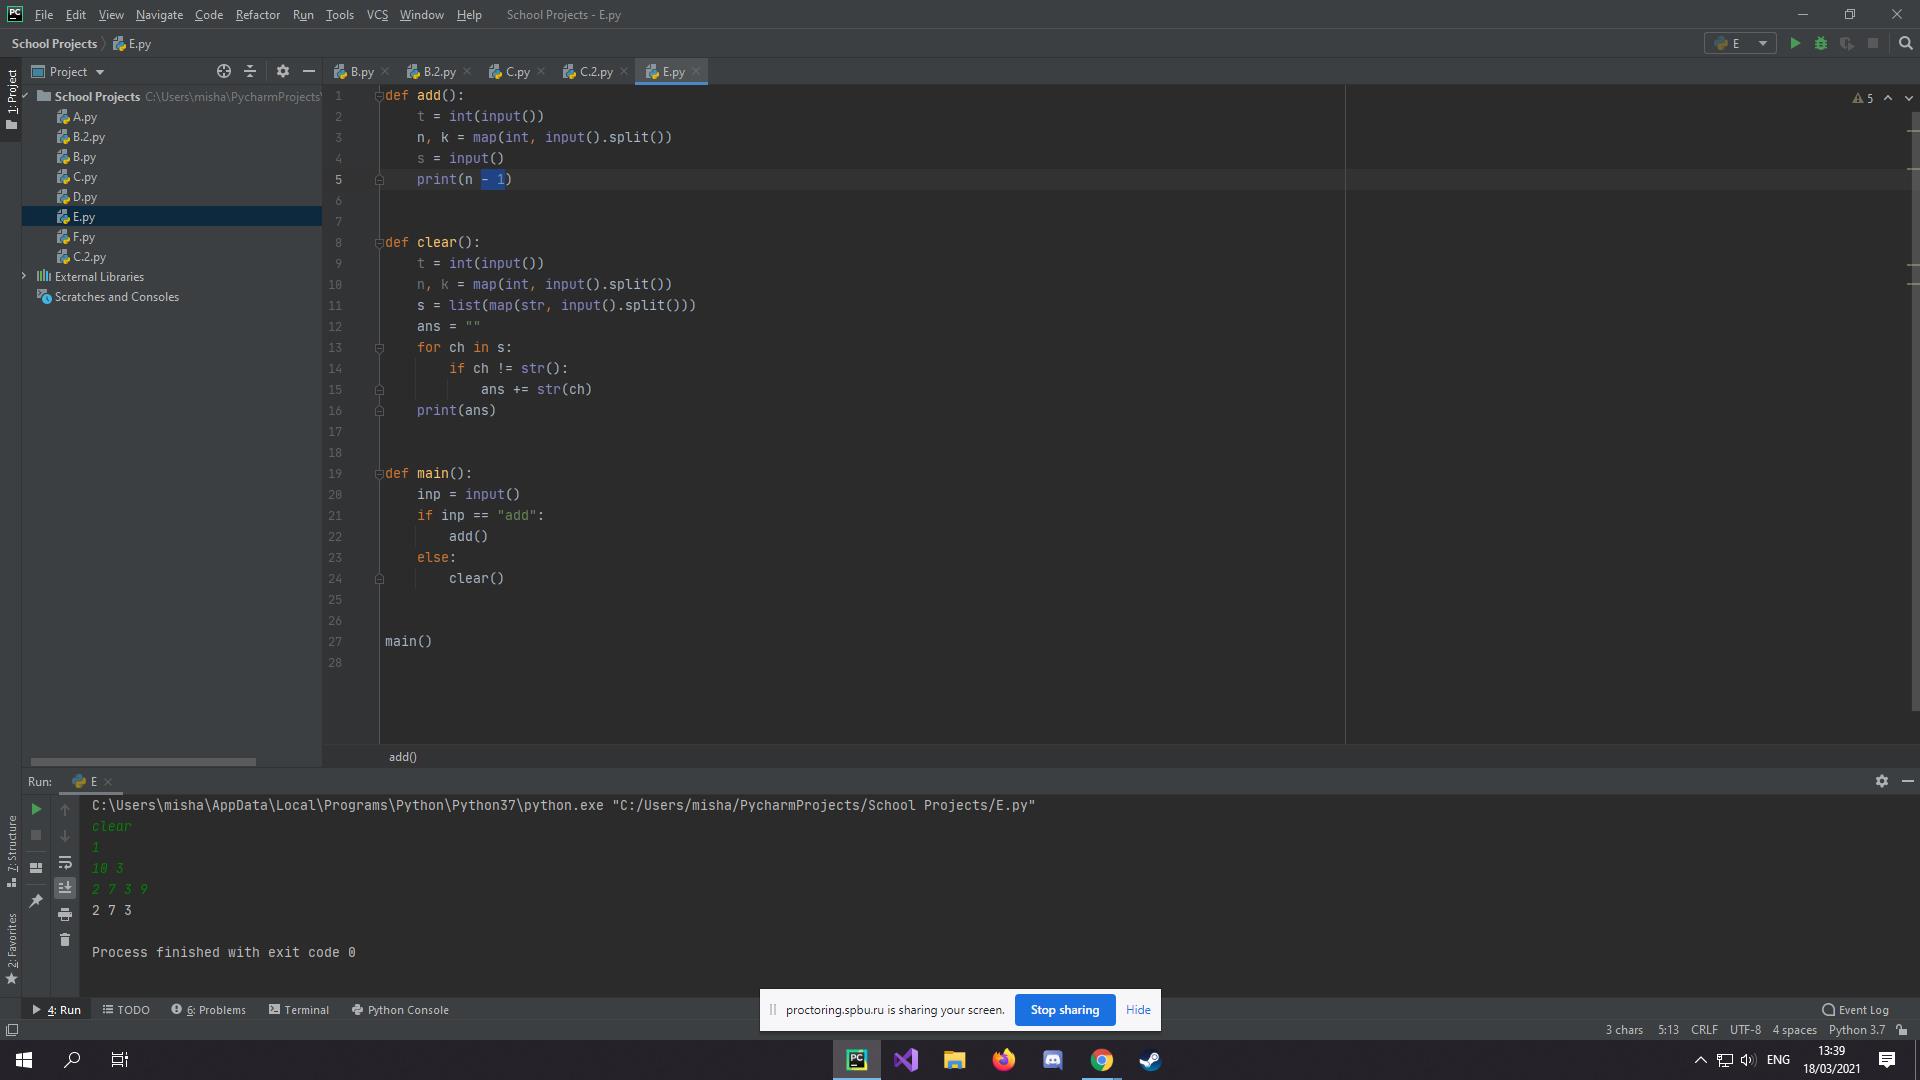 File Edit View Navigate Code Refactor Run Tools VCS Window Help School Projects - E.py
School Projects E.py E
Project
B.py B.2.py C.py C.2.py E.py
1: Project
School Projects C:\Users\misha\PycharmProjects\
A.py
B.2.py
B.py
C.py
D.py
E.py
F.py
C.2.py
External Libraries
Scratches and Consoles
5
1 def add():
2 t = int(input())
3 n, k = map(int, input().split())
4 s = input()
5 print(n - 1)
6
7
8 def clear():
9 t = int(input())
10 n, k = map(int, input().split())
11 s = list(map(str, input().split()))
12 ans = ""
13 for ch in s:
14 if ch != str():
15 ans += str(ch)
16 print(ans)
17
18
19 def main():
20 inp = input()
21 if inp == "add":
22 add()
23 else:
24 clear()
25
26
27 main()
28
add()
Run: E
C:\Users\misha\AppData\Local\Programs\Python\Python37\python.exe "C:/Users/misha/PycharmProjects/School Projects/E.py"
clear
1
10 3
2 7 3 9
2 7 3
Process finished with exit code 0
7: Structure
2: Favorites
proctoring.spbu.ru is sharing your screen. Stop sharing Hide
4: Run TODO 6: Problems Terminal Python Console Event Log
3 chars 5:13 CRLF UTF-8 4 spaces Python 3.7
PC ENG 13:39
18/03/2021